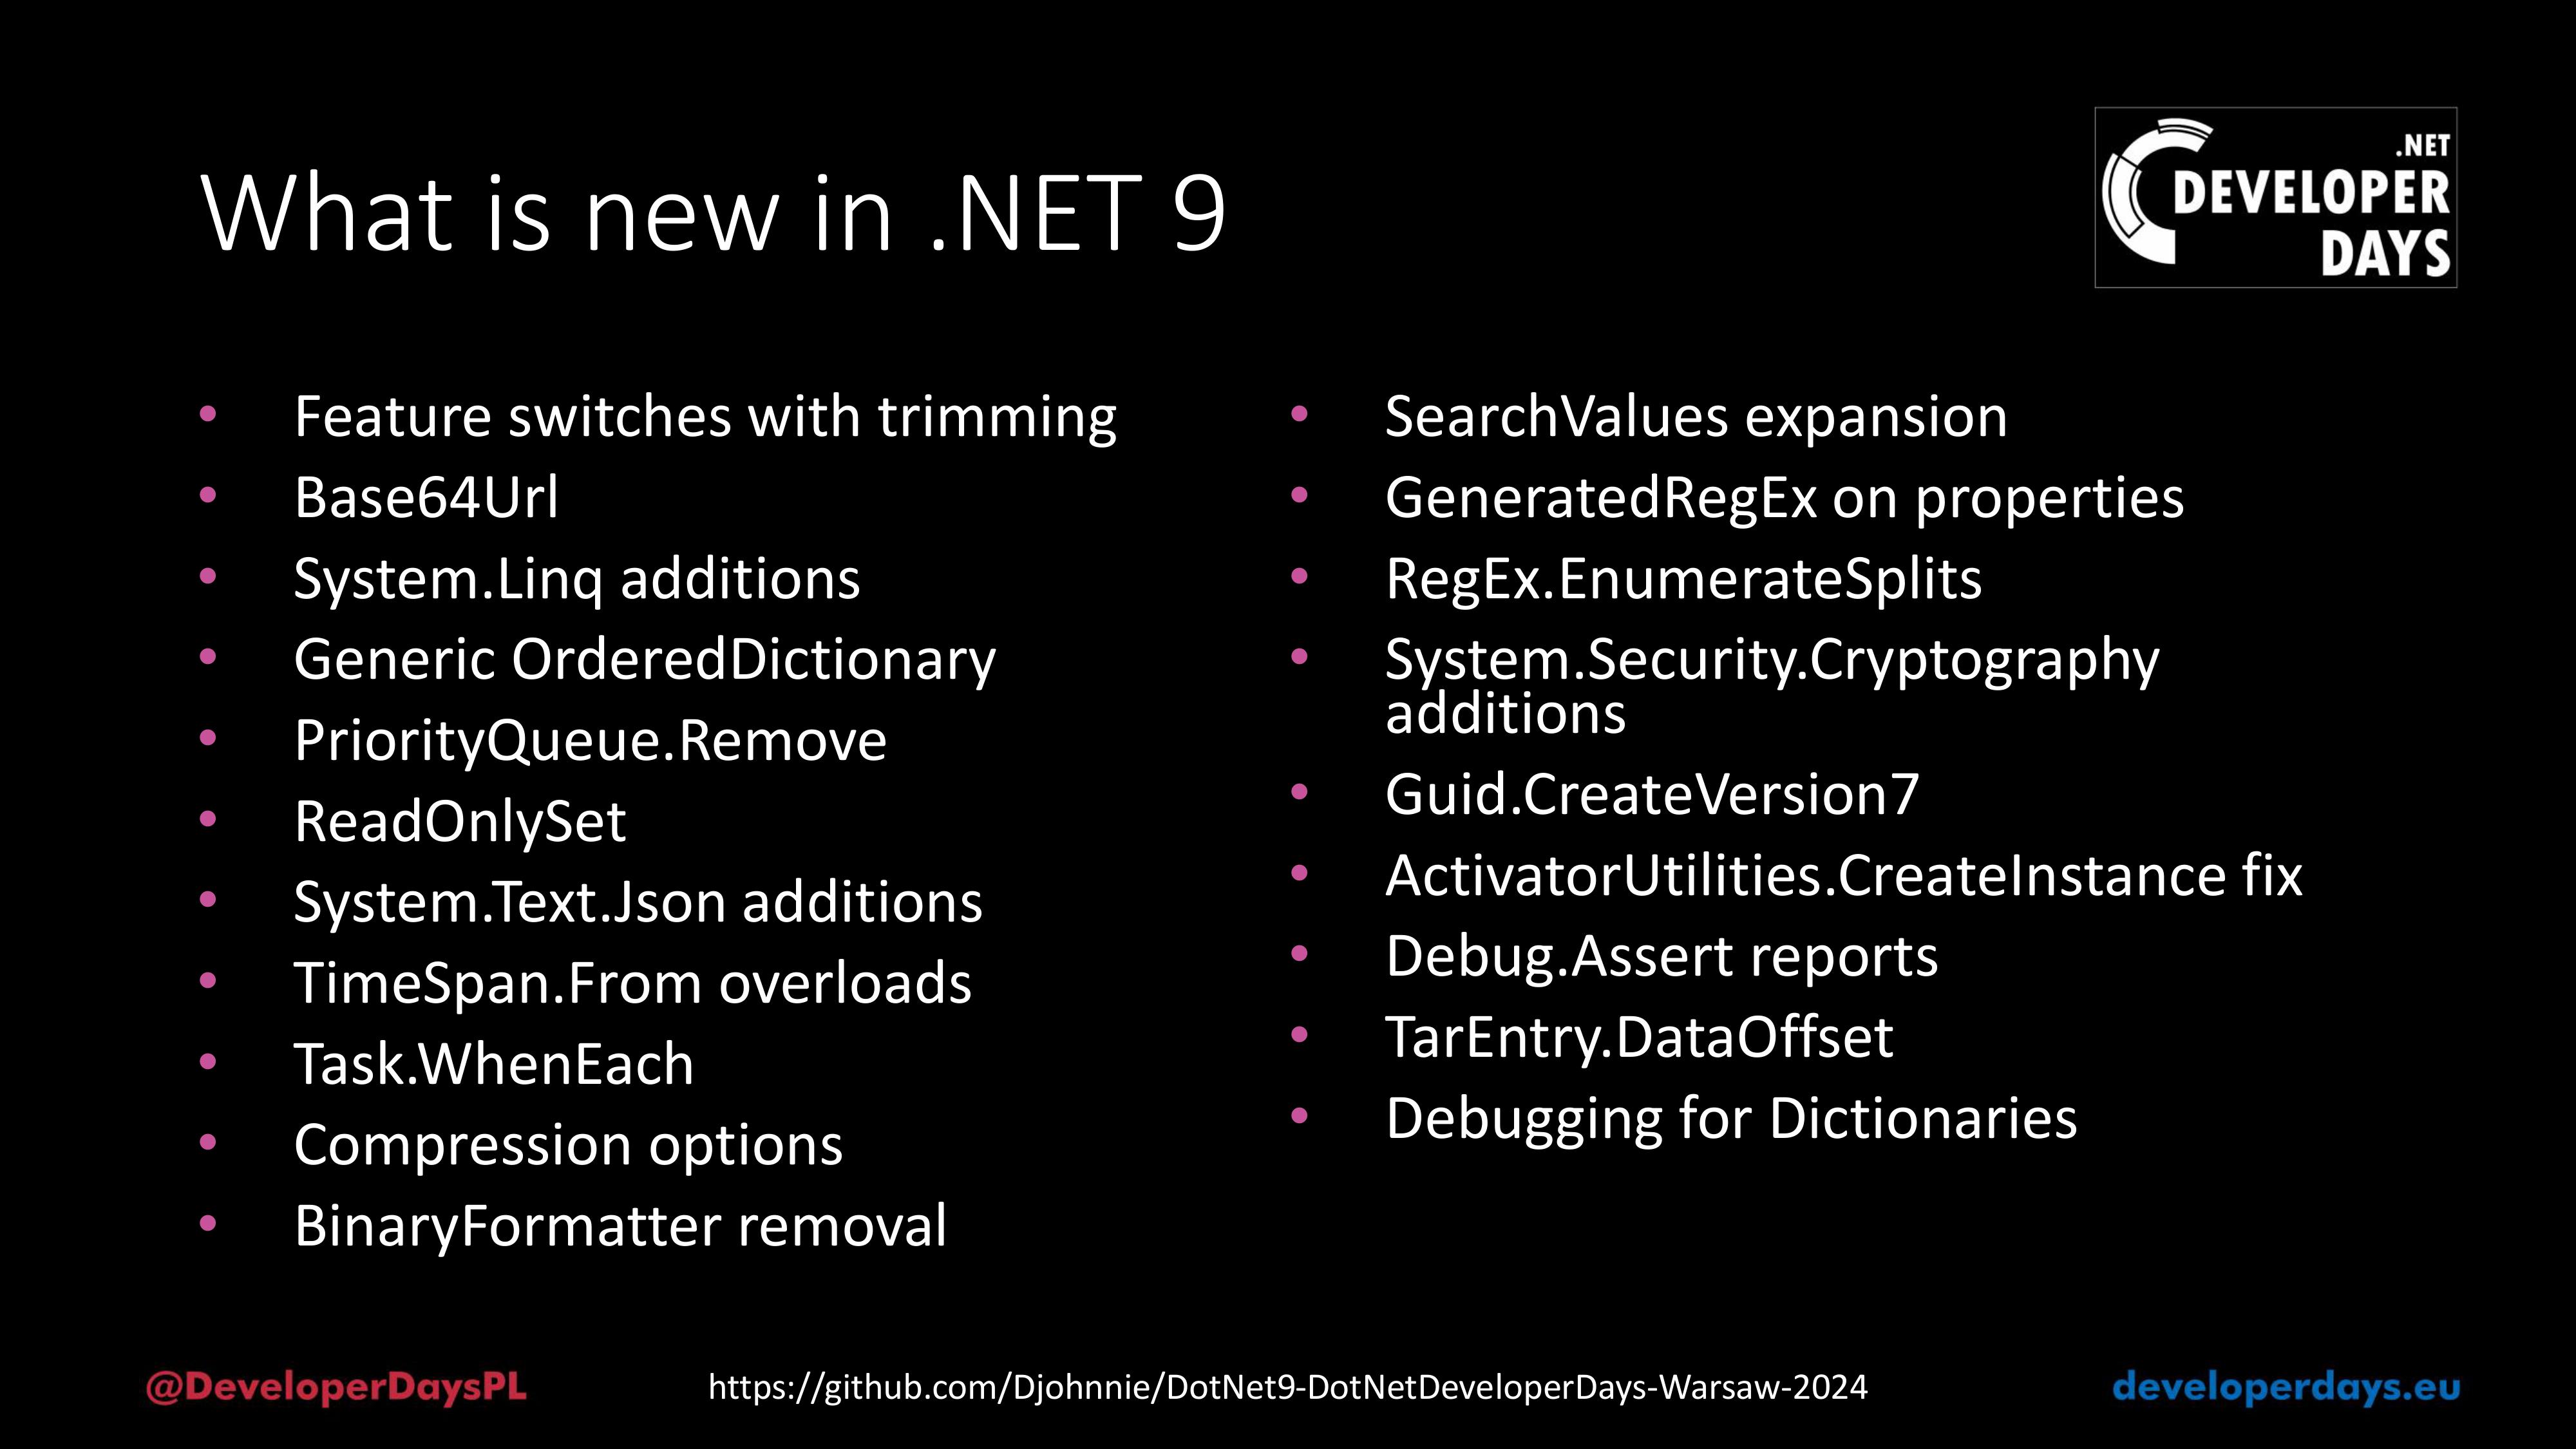 What is new in .NET 9
.NET
DEVELOPER
DAYS
• Feature switches with trimming
• Base64Url
• System.Linq additions
• Generic OrderedDictionary
• PriorityQueue.Remove
• ReadOnlySet
• System.Text.Json additions
• TimeSpan.From overloads
• Task.WhenEach
• Compression options
• BinaryFormatter removal
• SearchValues expansion
• GeneratedRegEx on properties
• RegEx.EnumerateSplits
• System.Security.Cryptography
additions
• Guid.CreateVersion7
• ActivatorUtilities.CreateInstance fix
• Debug.Assert reports
• TarEntry.DataOffset
• Debugging for Dictionaries
@DeveloperDaysPL
https://github.com/Djohnnie/DotNet9-DotNetDeveloperDays-Warsaw-2024
developerdays.eu